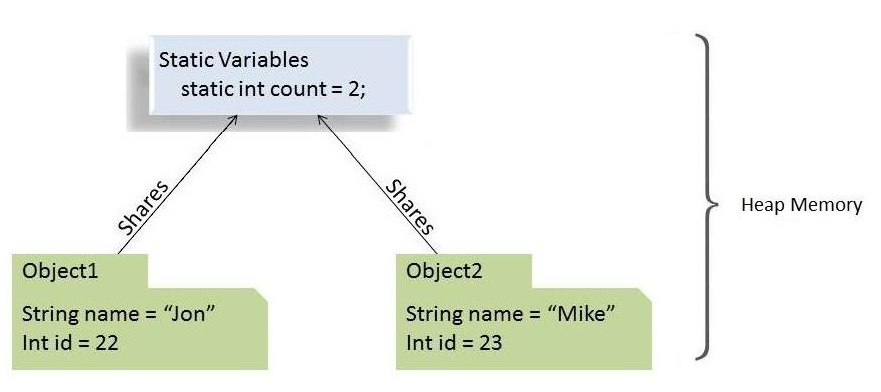 Static Variables
static int count = 2;
Shares
Shares
Heap Memory
Object1
String name = “Jon”
Int id = 22
Object2
String name = “Mike”
Int id = 23